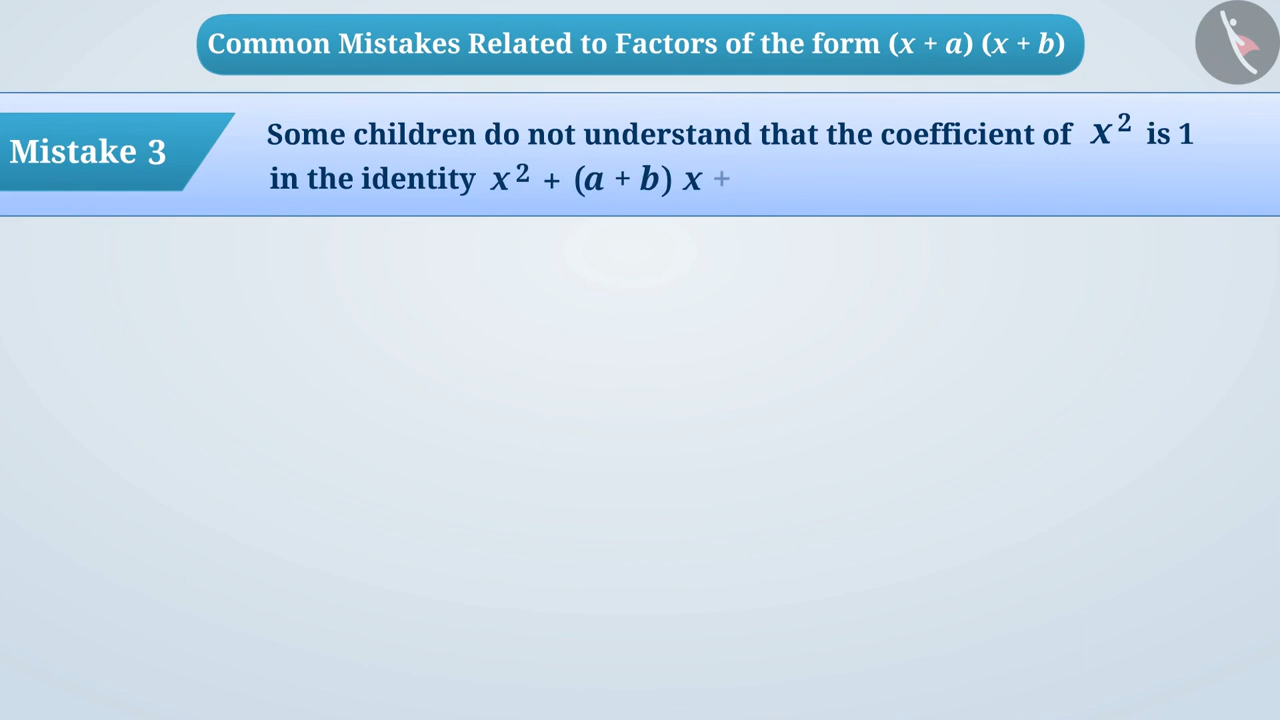 Common Mistakes Related to Factors of the form (x + a) (x + b)
Mistake 3
Some children do not understand that the coefficient of x² is 1
in the identity x² + (a + b) x +